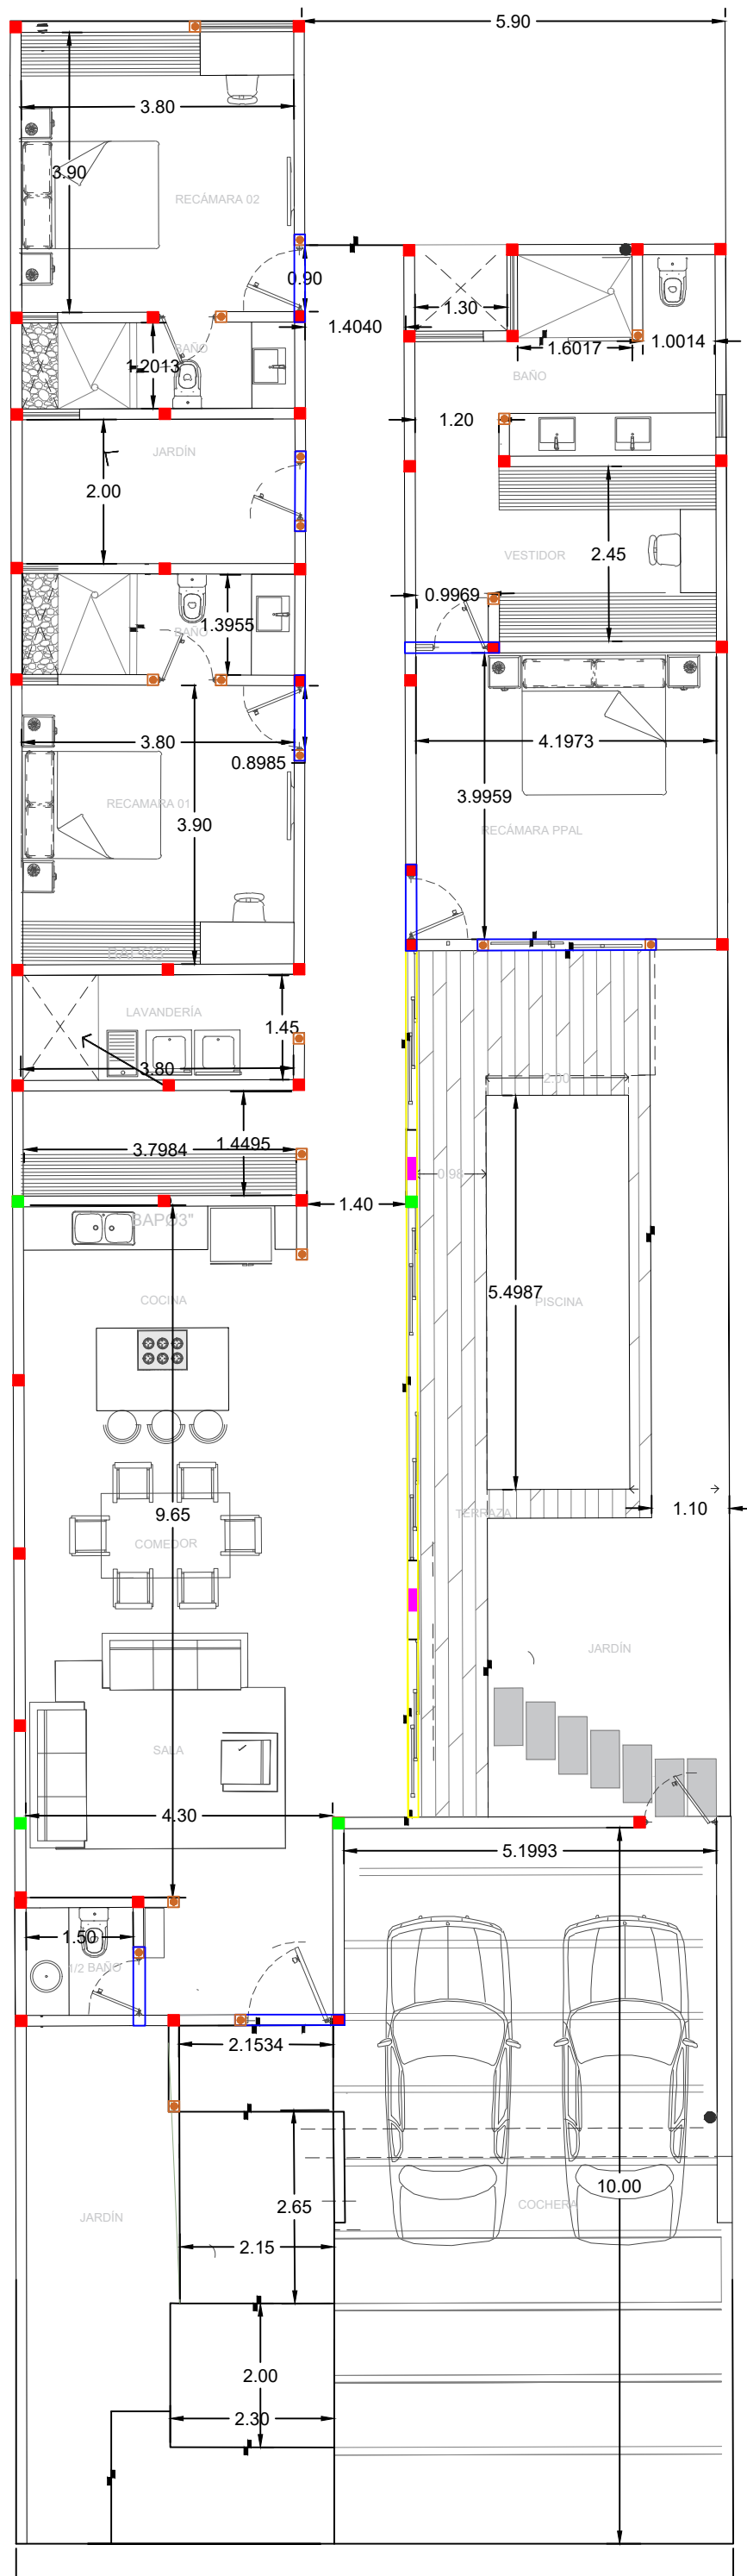 5.90
3.80
3.90
RECÁMARA 02
0.90
1.30
1.4040
1.6017
1.0014
BAÑO
1.2013
BAÑO
1.20
JARDÍN
2.00
VESTIDOR
2.45
0.9969
1.3955
BAÑO
3.80
4.1973
0.8985
3.9959
RECAMARA 01
3.90
RECÁMARA PPAL
LAVANDERÍA
1.45
3.80
2.00
3.7984
1.4495
0.98
1.40
BAPØ3"
5.4987
COCINA
PISCINA
9.65
1.10
TERRAZA
COMEDOR
JARDÍN
SALA
4.30
5.1993
1.50
1/2 BAÑO
2.1534
10.00
2.65
COCHERA
JARDÍN
2.15
2.00
2.30